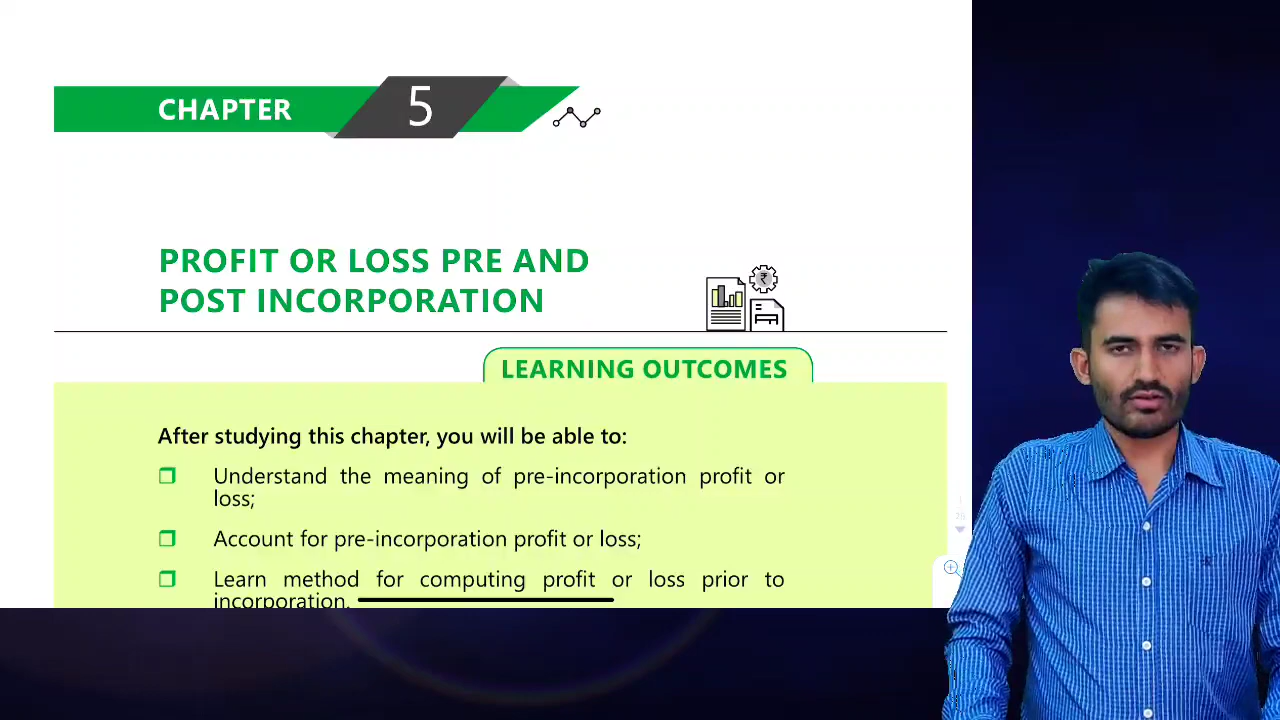 CHAPTER 5
PROFIT OR LOSS PRE AND
POST INCORPORATION
₹
LEARNING OUTCOMES
After studying this chapter, you will be able to:
Understand the meaning of pre-incorporation profit or
loss;
Account for pre-incorporation profit or loss;
Learn method for computing profit or loss prior to
incorporation.